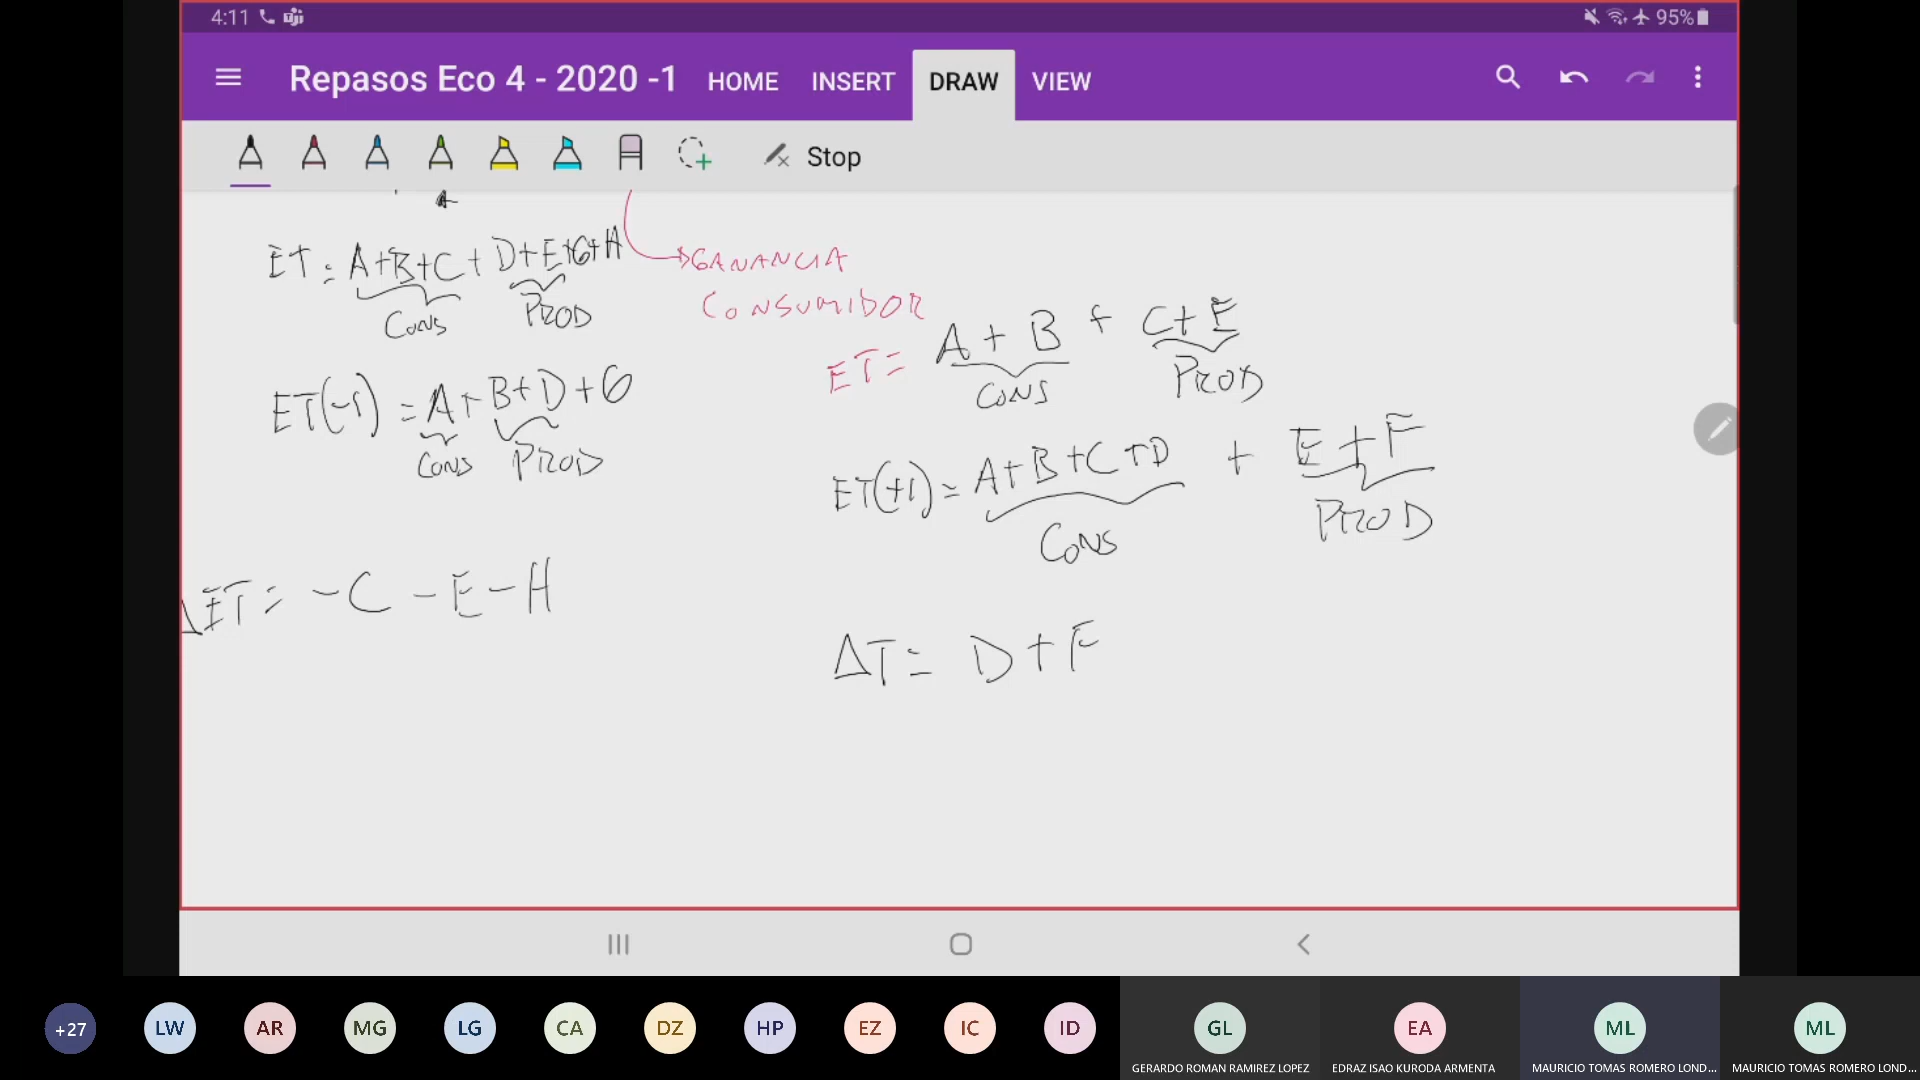 4:11 95%
Repasos Eco 4 - 2020 -1 HOME INSERT DRAW VIEW
Stop
ET = A+B+C + D+E+G+H
CONS PROD
GANANCIA
CONSUMIDOR
ET(-1) = A+B+D+G
CONS PROD
ΔET = -C -E -H
ET = A + B + C + E
CONS PROD
ET(+1) = A+B+C+D + E+F
CONS PROD
ΔT = D+F
+27 LW AR MG LG CA DZ HP EZ IC ID GL EA ML ML
GERARDO ROMAN RAMIREZ LOPEZ EDRAZ ISAO KURODA ARMENTA MAURICIO TOMAS ROMERO LOND... MAURICIO TOMAS ROMERO LOND...